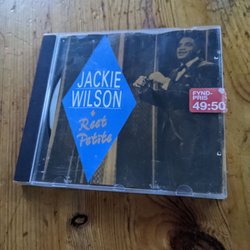 JACKIE
WILSON
Reet
Petite
FYND-
PRIS
49:50